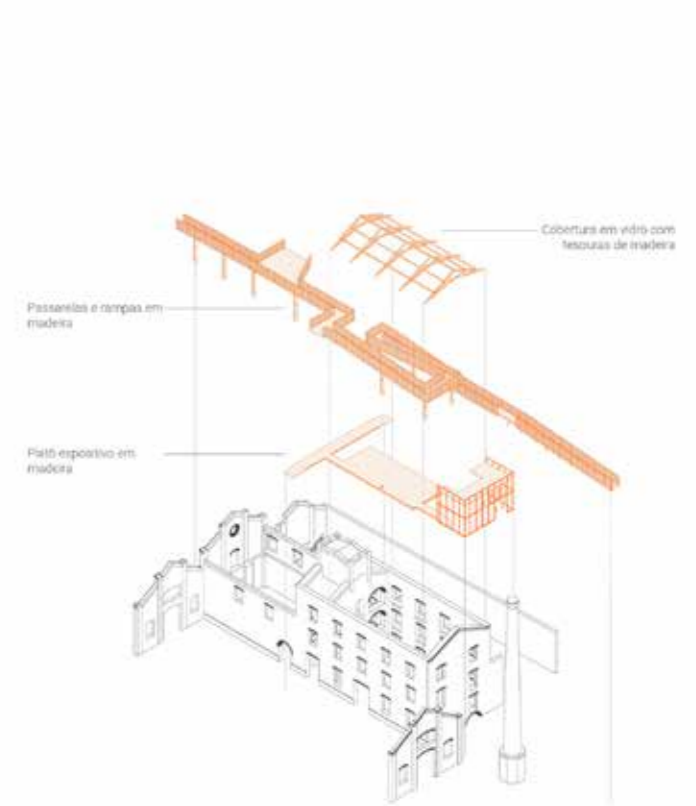 Cobertura em vidro com
tesouras de madeira
Passarelas e rampas em
madeira
Platô expositivo em
madeira